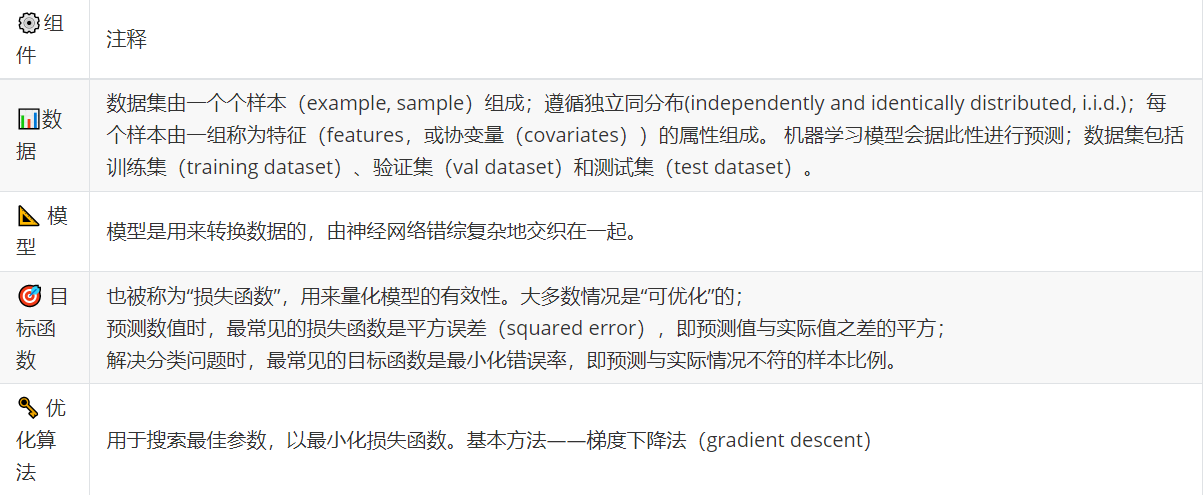 ⚙️组
件
注释
📊数
据
数据集由一个个样本（example, sample）组成；遵循独立同分布(independently and identically distributed, i.i.d.)；每
个样本由一组称为特征（features，或协变量（covariates））的属性组成。 机器学习模型会据此性进行预测；数据集包括
训练集（training dataset）、验证集（val dataset）和测试集（test dataset）。
📐 模
型
模型是用来转换数据的，由神经网络错综复杂地交织在一起。
🎯 目
标函
数
也被称为“损失函数”，用来量化模型的有效性。大多数情况是“可优化”的；
预测数值时，最常见的损失函数是平方误差（squared error），即预测值与实际值之差的平方；
解决分类问题时，最常见的目标函数是最小化错误率，即预测与实际情况不符的样本比例。
🔑 优
化算
法
用于搜索最佳参数，以最小化损失函数。基本方法——梯度下降法（gradient descent）